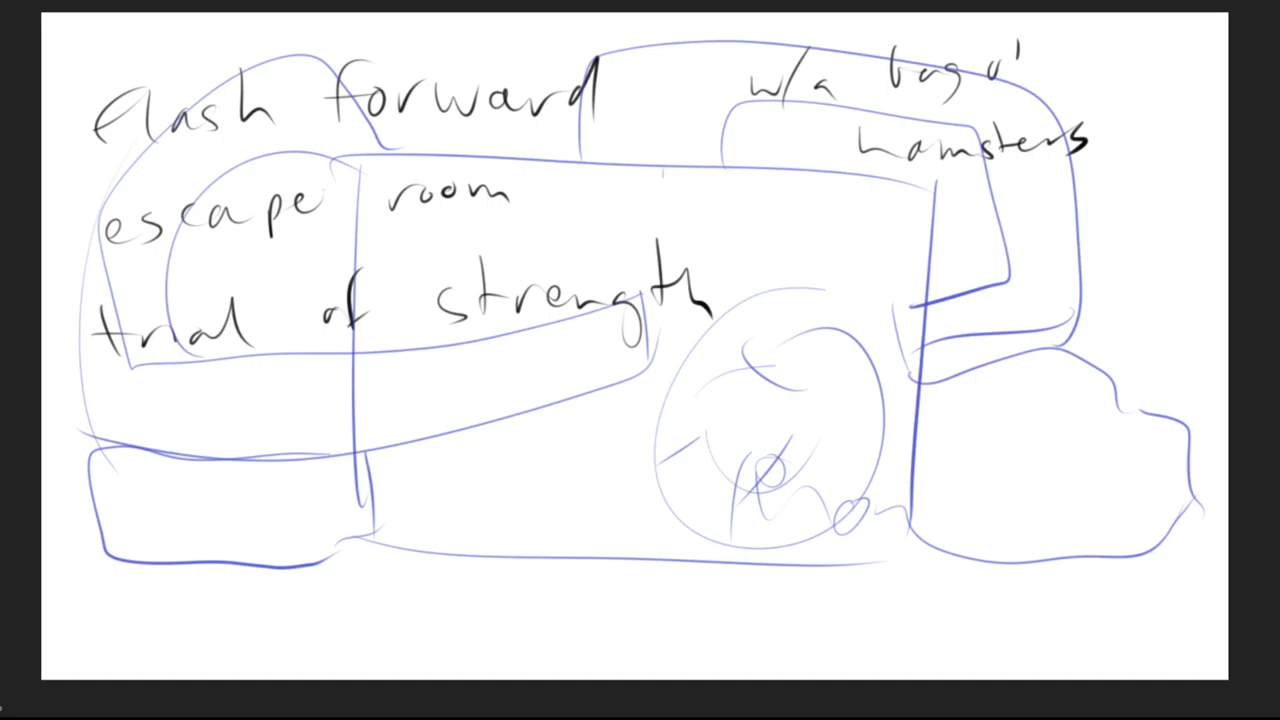 flash forward
w/a bag o'
hamsters
escape room
trial of strength